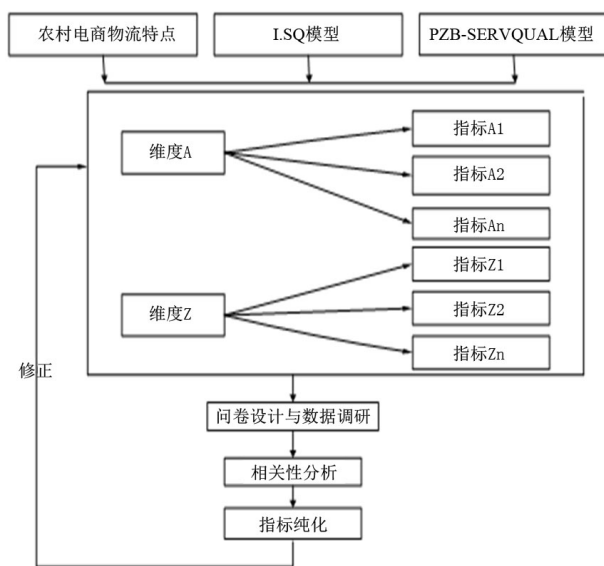 农村电商物流特点
LSQ模型
PZB-SERVQUAL模型
维度A
指标A1
指标A2
指标An
维度Z
指标Z1
指标Z2
指标Zn
修正
问卷设计与数据调研
相关性分析
指标纯化